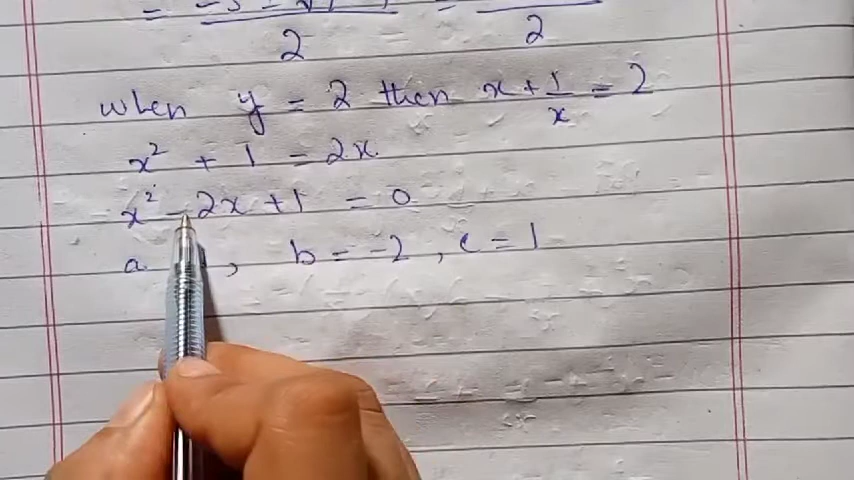 2 2
when y = 2 then x + 1/x = 2
x² + 1 = 2x
x² - 2x + 1 = 0
a , b = -2 , c = 1